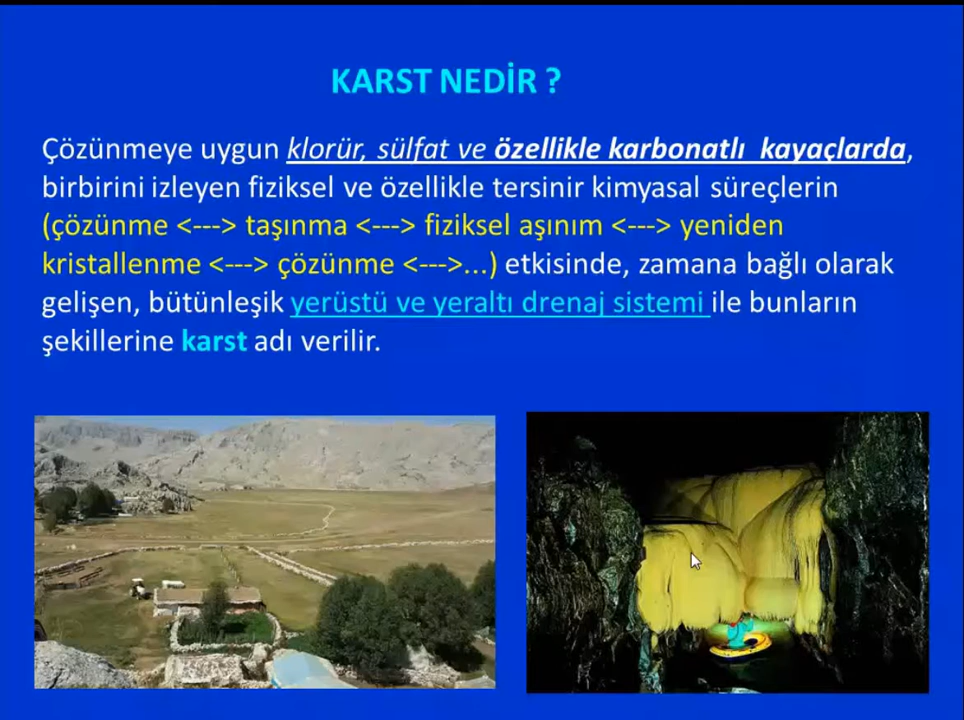 KARST NEDİR ?
Çözünmeye uygun klorür, sülfat ve özellikle karbonatlı kayaçlarda,
birbirini izleyen fiziksel ve özellikle tersinir kimyasal süreçlerin
(çözünme <---> taşınma <---> fiziksel aşınım <---> yeniden
kristallenme <---> çözünme <--->...) etkisinde, zamana bağlı olarak
gelişen, bütünleşik yerüstü ve yeraltı drenaj sistemi ile bunların
şekillerine karst adı verilir.